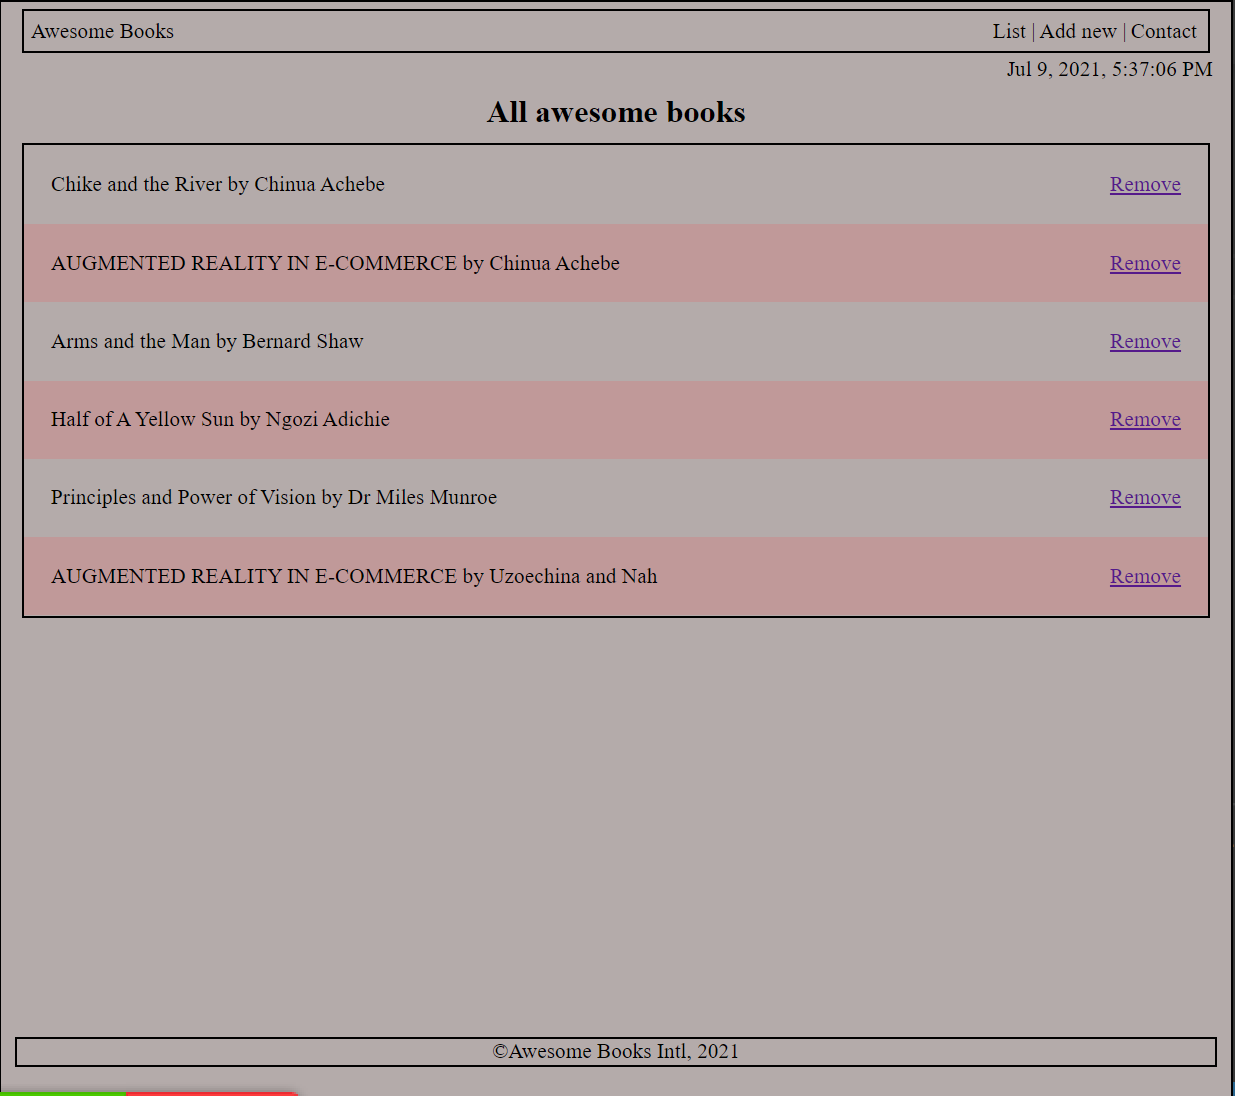 Awesome Books
List | Add new | Contact
Jul 9, 2021, 5:37:06 PM
All awesome books
Chike and the River by Chinua Achebe Remove
AUGMENTED REALITY IN E-COMMERCE by Chinua Achebe Remove
Arms and the Man by Bernard Shaw Remove
Half of A Yellow Sun by Ngozi Adichie Remove
Principles and Power of Vision by Dr Miles Munroe Remove
AUGMENTED REALITY IN E-COMMERCE by Uzoechina and Nah Remove
©Awesome Books Intl, 2021